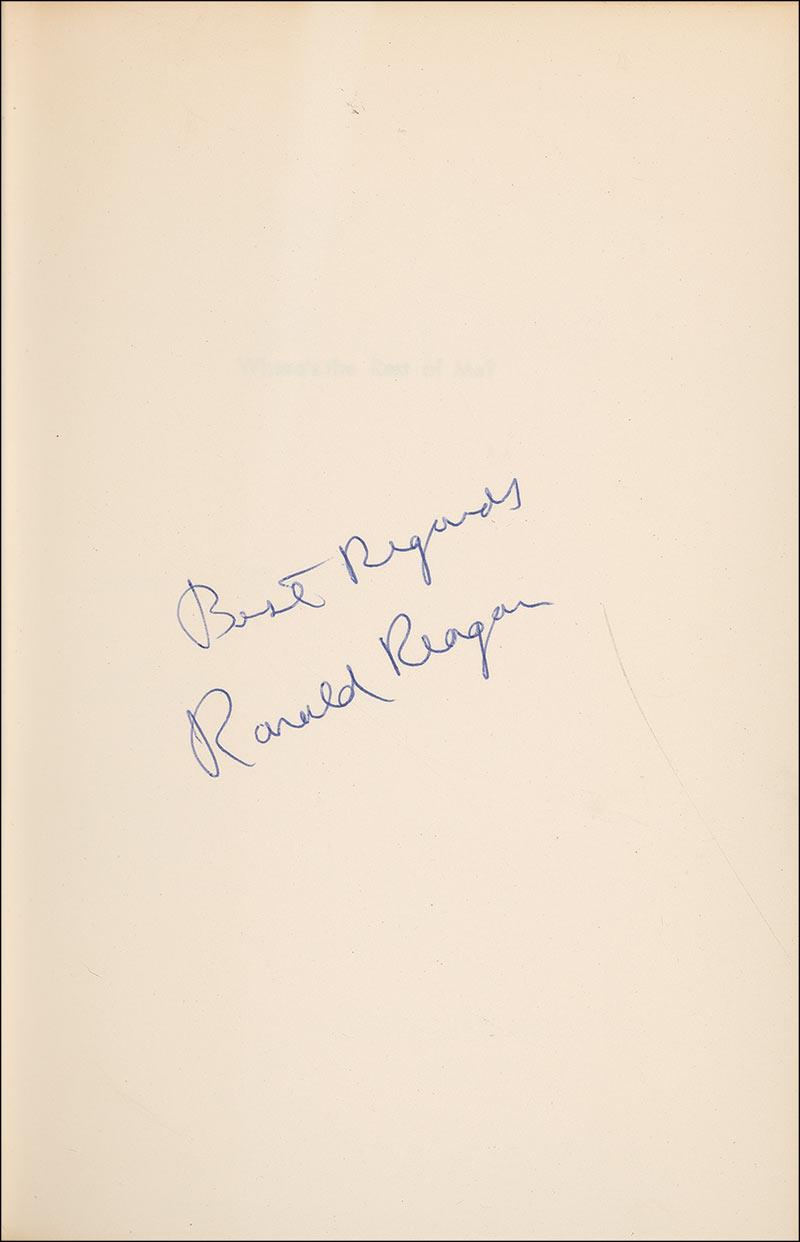 Where's the Rest of Me?
Best Regards
Ronald Reagan